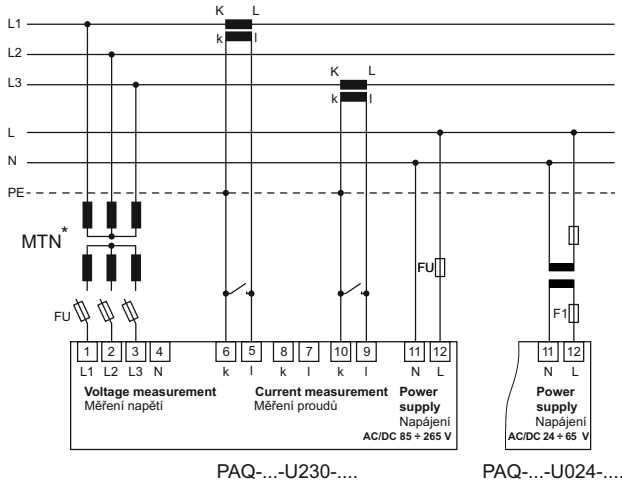 K L
L1
k l
L2
K L
L3
k l
L
N
PE
MTN*
FU
FU
F1
1 2 3 4 6 5 8 7 10 9 11 12
L1 L2 L3 N k l k l k l N L
Voltage measurement
Měření napětí
Current measurement
Měření proudů
Power
supply
Napájení
AC/DC 85 ÷ 265 V
11 12
N L
Power
supply
Napájení
AC/DC 24 ÷ 65 V
PAQ-...-U230-....
PAQ-...-U024-....